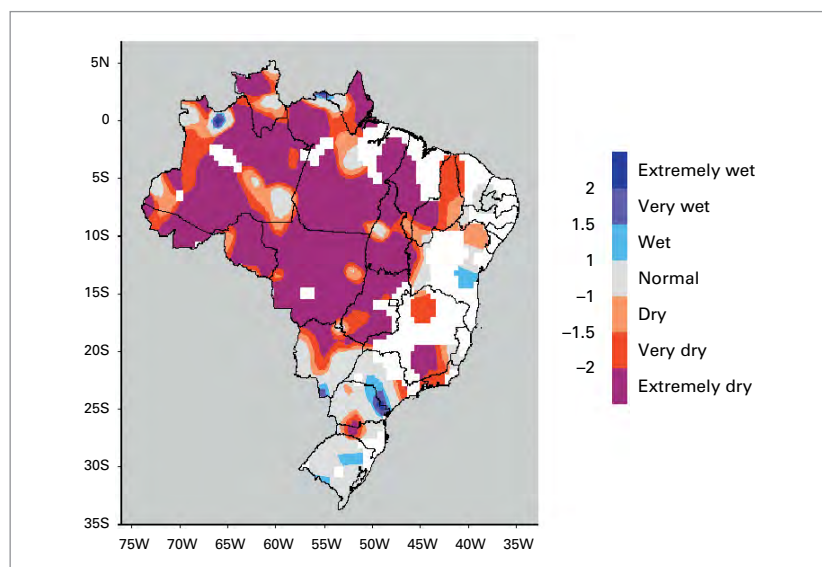 5N
0
5S
10S
15S
20S
25S
30S
35S
75W 70W 65W 60W 55W 50W 45W 40W 35W
Extremely wet
2
Very wet
1.5
Wet
1
Normal
−1
Dry
−1.5
Very dry
−2
Extremely dry